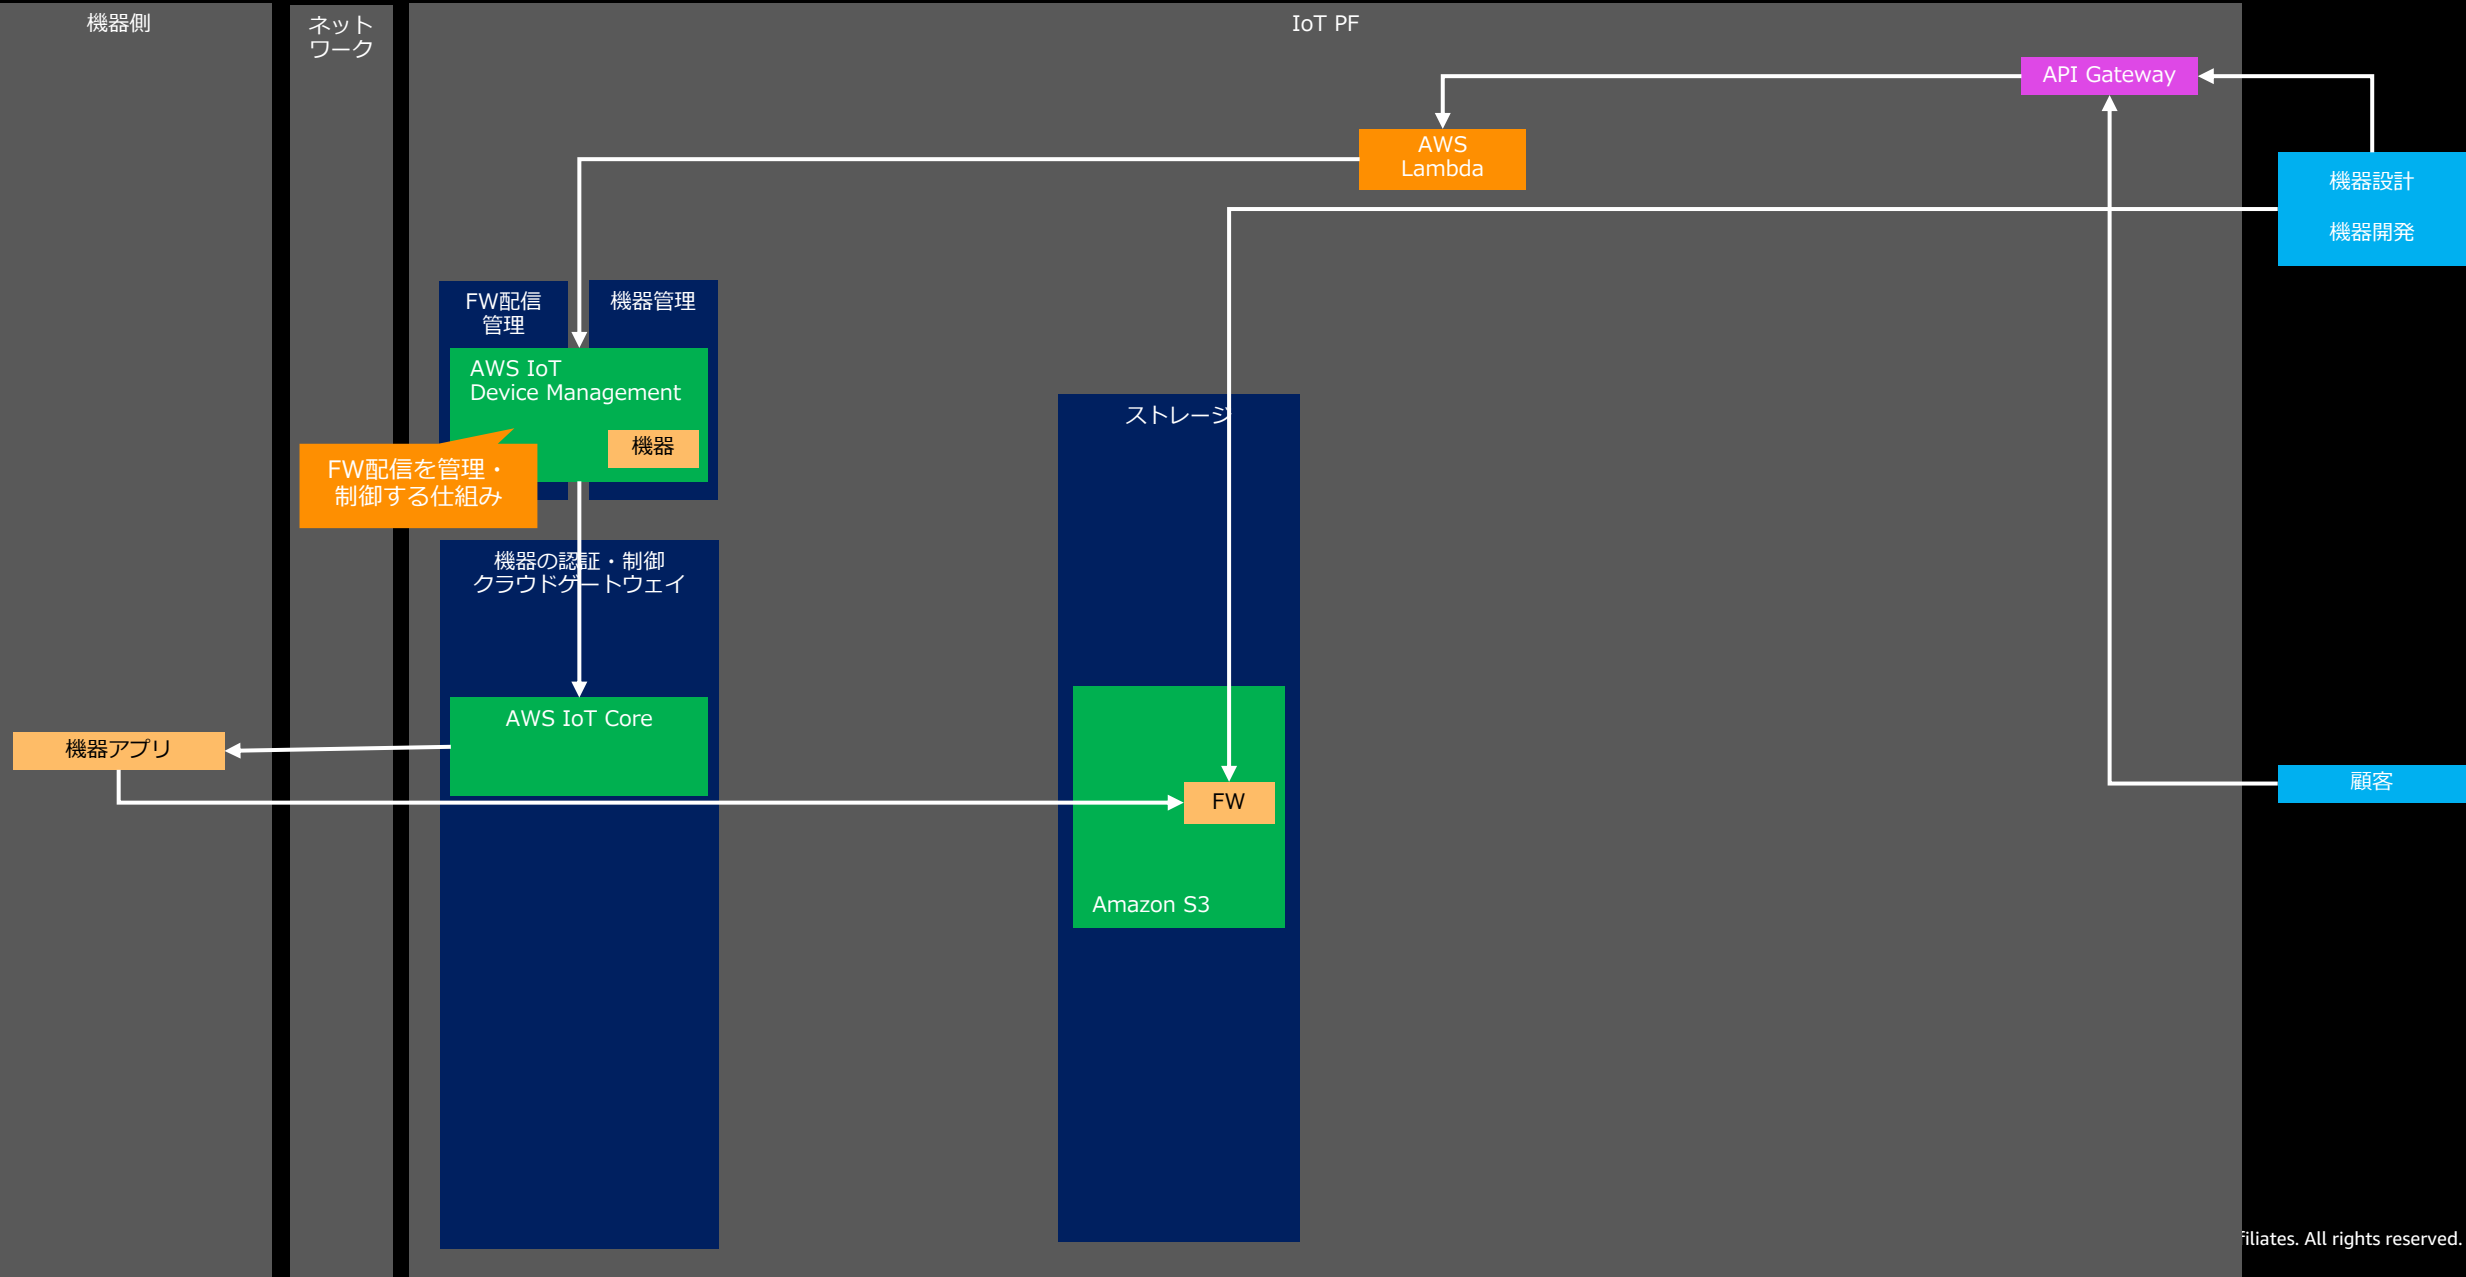 機器側
ネット
ワーク
IoT PF
API Gateway
AWS
Lambda
機器設計
機器開発
FW配信
管理
機器管理
AWS IoT
Device Management
機器
FW配信を管理・
制御する仕組み
ストレージ
機器の認証・制御
クラウドゲートウェイ
AWS IoT Core
機器アプリ
FW
Amazon S3
顧客
filiates. All rights reserved.